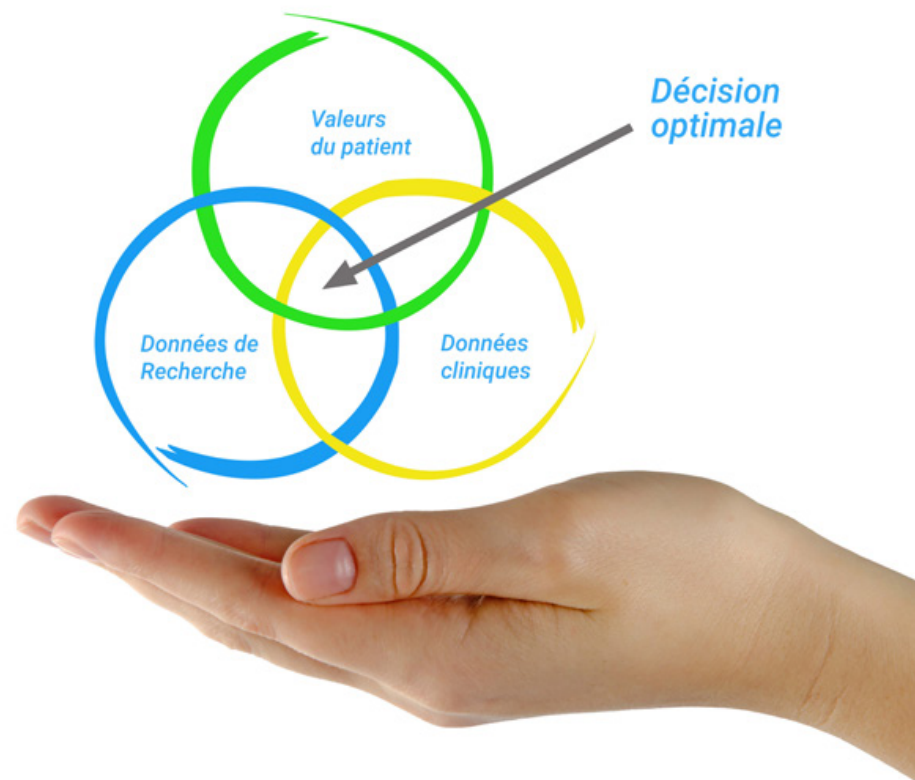 Décision
optimale
Valeurs
du patient
Données de
Recherche
Données
cliniques